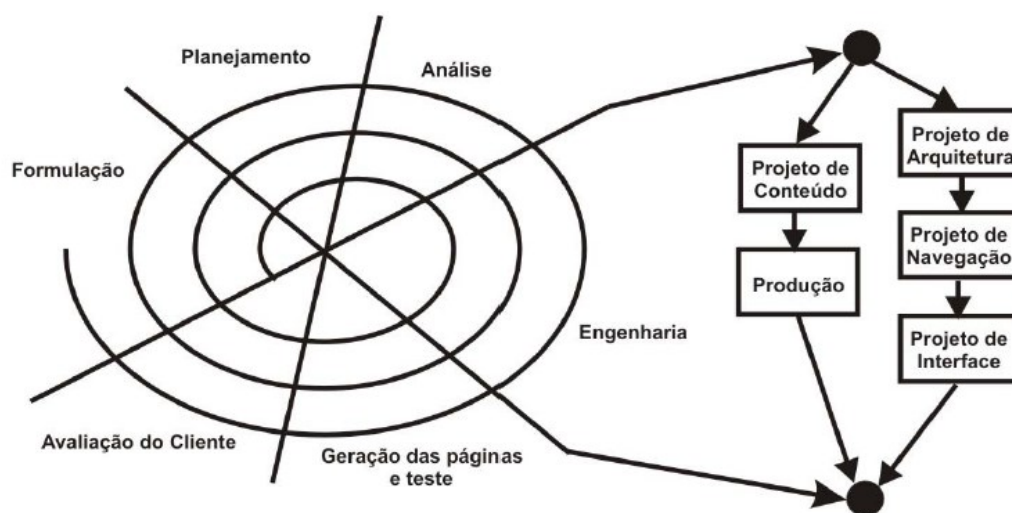 Planejamento
Análise
Formulação
Engenharia
Avaliação do Cliente
Geração das páginas
e teste
Projeto de
Conteúdo
Produção
Projeto de
Arquitetura
Projeto de
Navegação
Projeto de
Interface